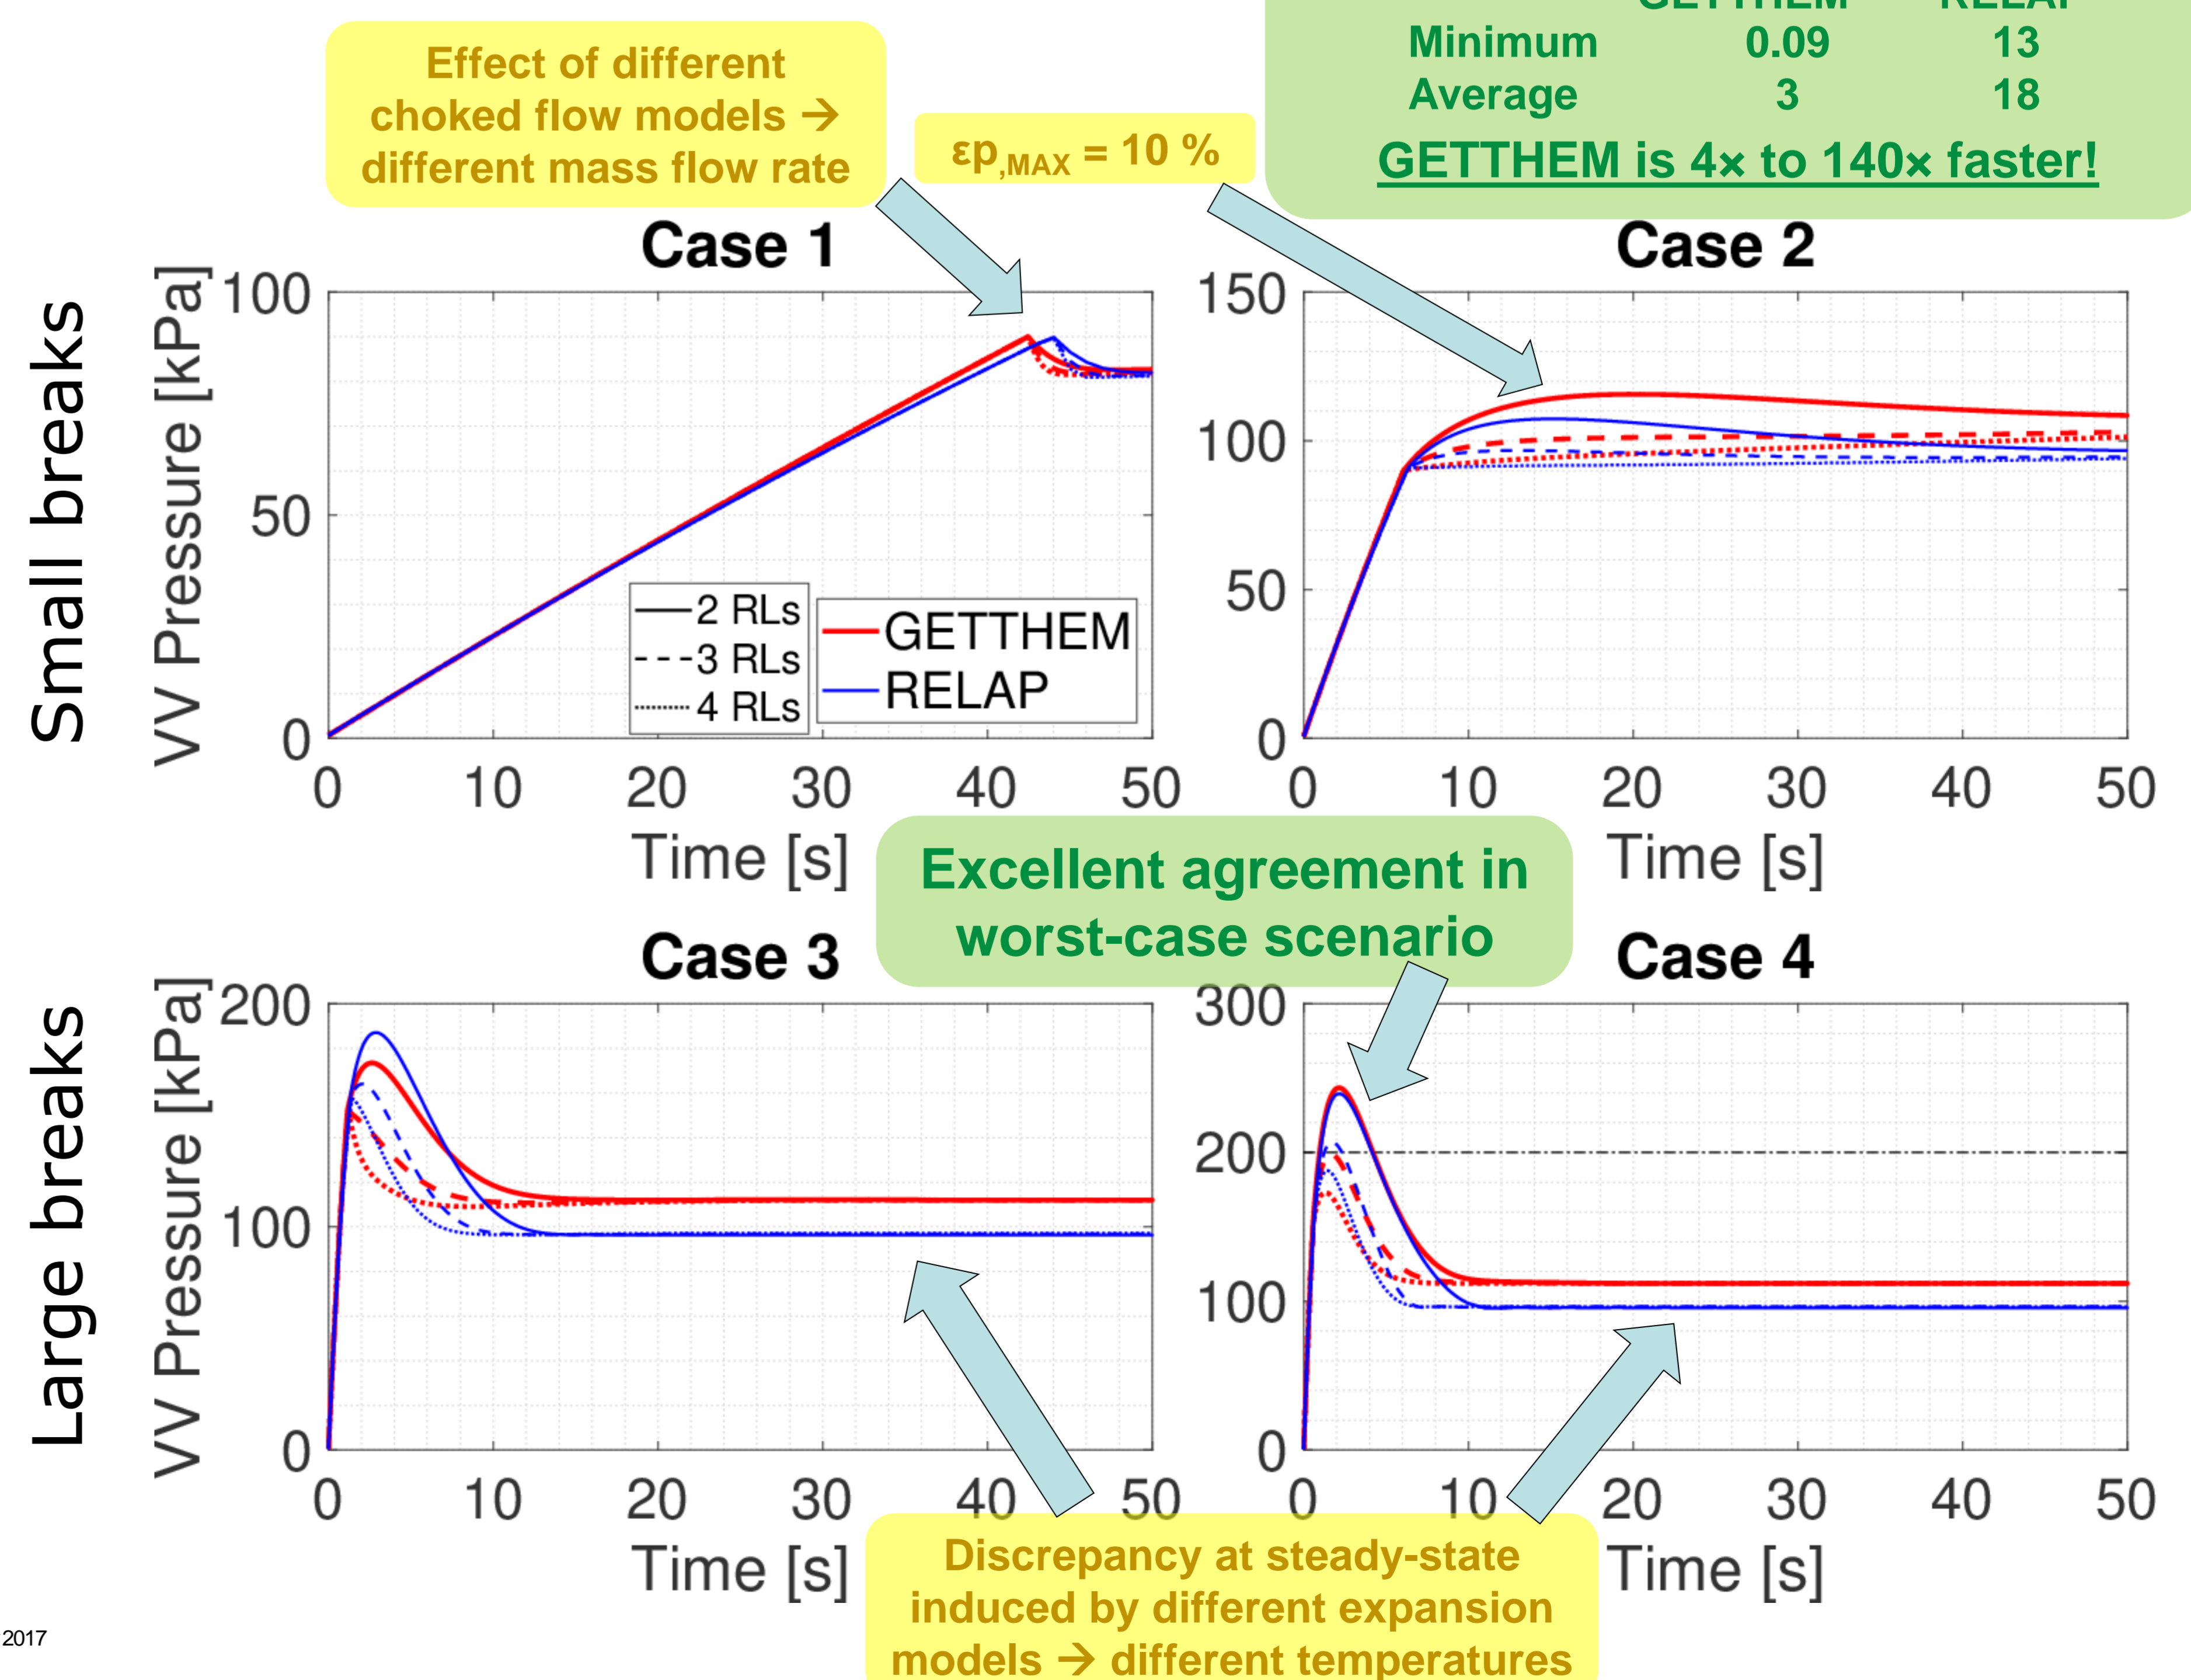 GETTHEM RELAP
Minimum 0.09 13
Average 3 18
GETTHEM is 4× to 140× faster!
Effect of different
choked flow models →
different mass flow rate
εp,MAX = 10 %
Small breaks
Case 1
VV Pressure [kPa]
100
50
0
2 RLs
3 RLs
4 RLs
GETTHEM
RELAP
0 10 20 30 40 50
Time [s]
Case 2
150
100
50
0
0 10 20 30 40 50
Time [s]
Excellent agreement in
worst-case scenario
Large breaks
Case 3
VV Pressure [kPa]
200
100
0
0 10 20 30 40 50
Time [s]
Case 4
300
200
100
0
0 10 20 30 40 50
Time [s]
Discrepancy at steady-state
induced by different expansion
models → different temperatures
2017